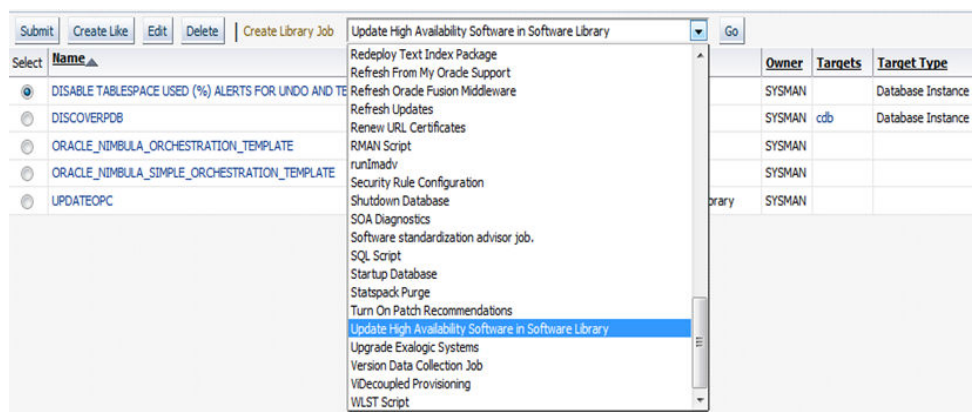 Submit Create Like Edit Delete Create Library Job Update High Availability Software in Software Library Go
Select Name Owner Targets Target Type
DISABLE TABLESPACE USED (%) ALERTS FOR UNDO AND TE SYSMAN Database Instance
DISCOVERPDB SYSMAN cdb Database Instance
ORACLE_NIMBULA_ORCHESTRATION_TEMPLATE SYSMAN
ORACLE_NIMBULA_SIMPLE_ORCHESTRATION_TEMPLATE SYSMAN
UPDATEOPC brary SYSMAN
Redeploy Text Index Package
Refresh From My Oracle Support
Refresh Oracle Fusion Middleware
Refresh Updates
Renew URL Certificates
RMAN Script
runImadv
Security Rule Configuration
Shutdown Database
SOA Diagnostics
Software standardization advisor job.
SQL Script
Startup Database
Statspack Purge
Turn On Patch Recommendations
Update High Availability Software in Software Library
Upgrade Exalogic Systems
Version Data Collection Job
ViDecoupled Provisioning
WLST Script